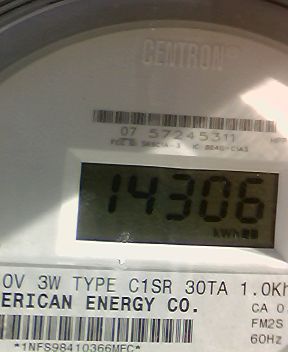 CENTRON®
07 57245311
14306
kWh
0V 3W TYPE C1SR 30TA 1.0Kh
ERICAN ENERGY CO.
CA 0.
FM2S
60Hz
*1NFS98410366MFC*